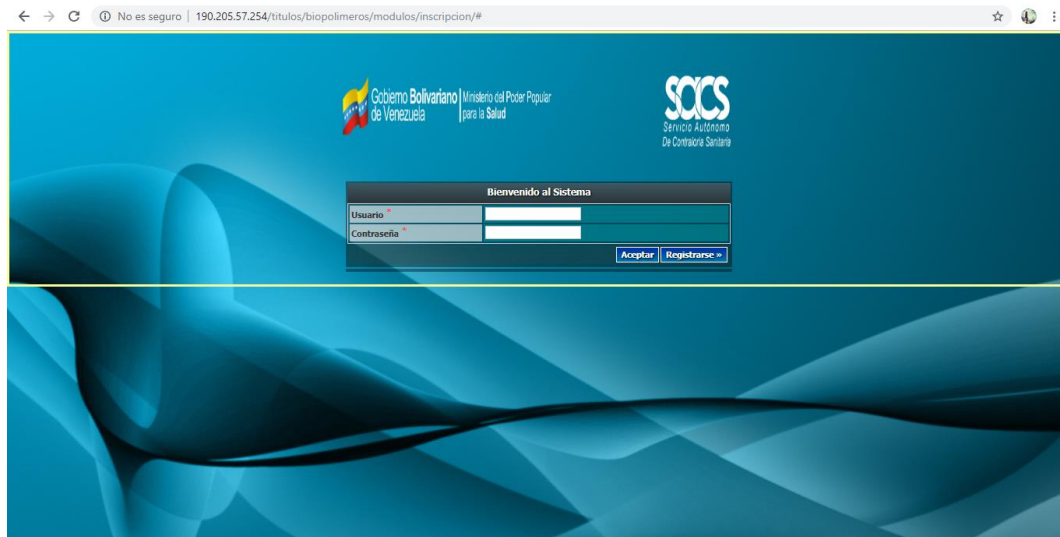 No es seguro | 190.205.57.254/titulos/biopolimeros/modulos/inscripcion/#
Gobierno Bolivariano de Venezuela
Ministerio del Poder Popular para la Salud
SACS
Servicio Autónomo
De Contraloria Sanitaria
Bienvenido al Sistema
Usuario *
Contraseña *
Aceptar Registrarse »